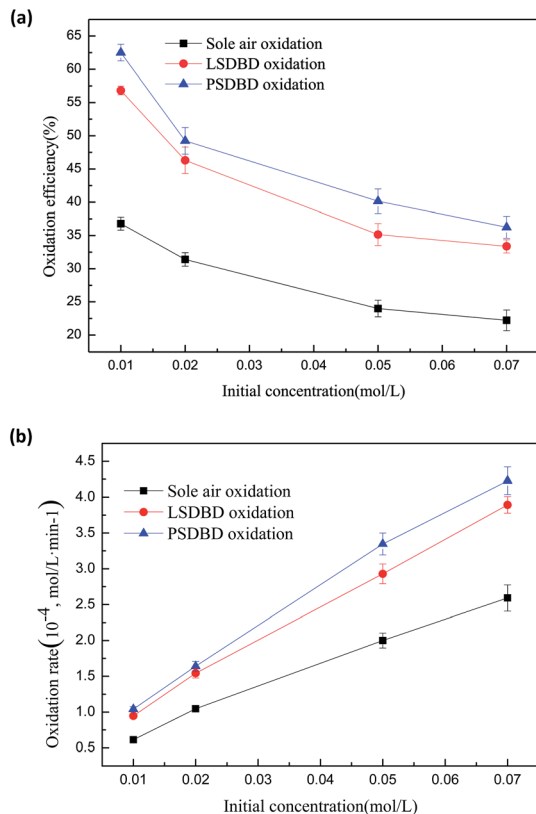 (a)
65
60
55
50
45
40
35
30
25
20
Oxidation efficiency(%)
Sole air oxidation
LSDBD oxidation
PSDBD oxidation
0.01 0.02 0.03 0.04 0.05 0.06 0.07
Initial concentration(mol/L)
(b)
4.5
4.0
3.5
3.0
2.5
2.0
1.5
1.0
0.5
Oxidation rate(10⁻⁴, mol/L·min-1)
Sole air oxidation
LSDBD oxidation
PSDBD oxidation
0.01 0.02 0.03 0.04 0.05 0.06 0.07
Initial concentration(mol/L)